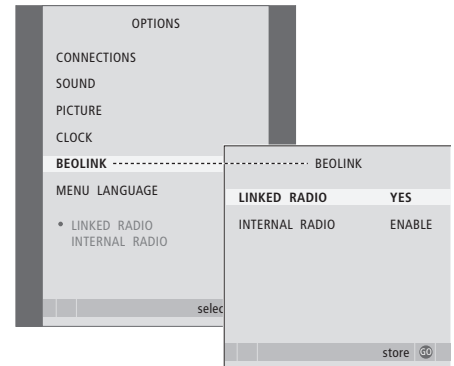 OPTIONS
CONNECTIONS
SOUND
PICTURE
CLOCK
BEOLINK
MENU LANGUAGE
• LINKED RADIO
INTERNAL RADIO
BEOLINK
LINKED RADIO YES
INTERNAL RADIO ENABLE
store GO